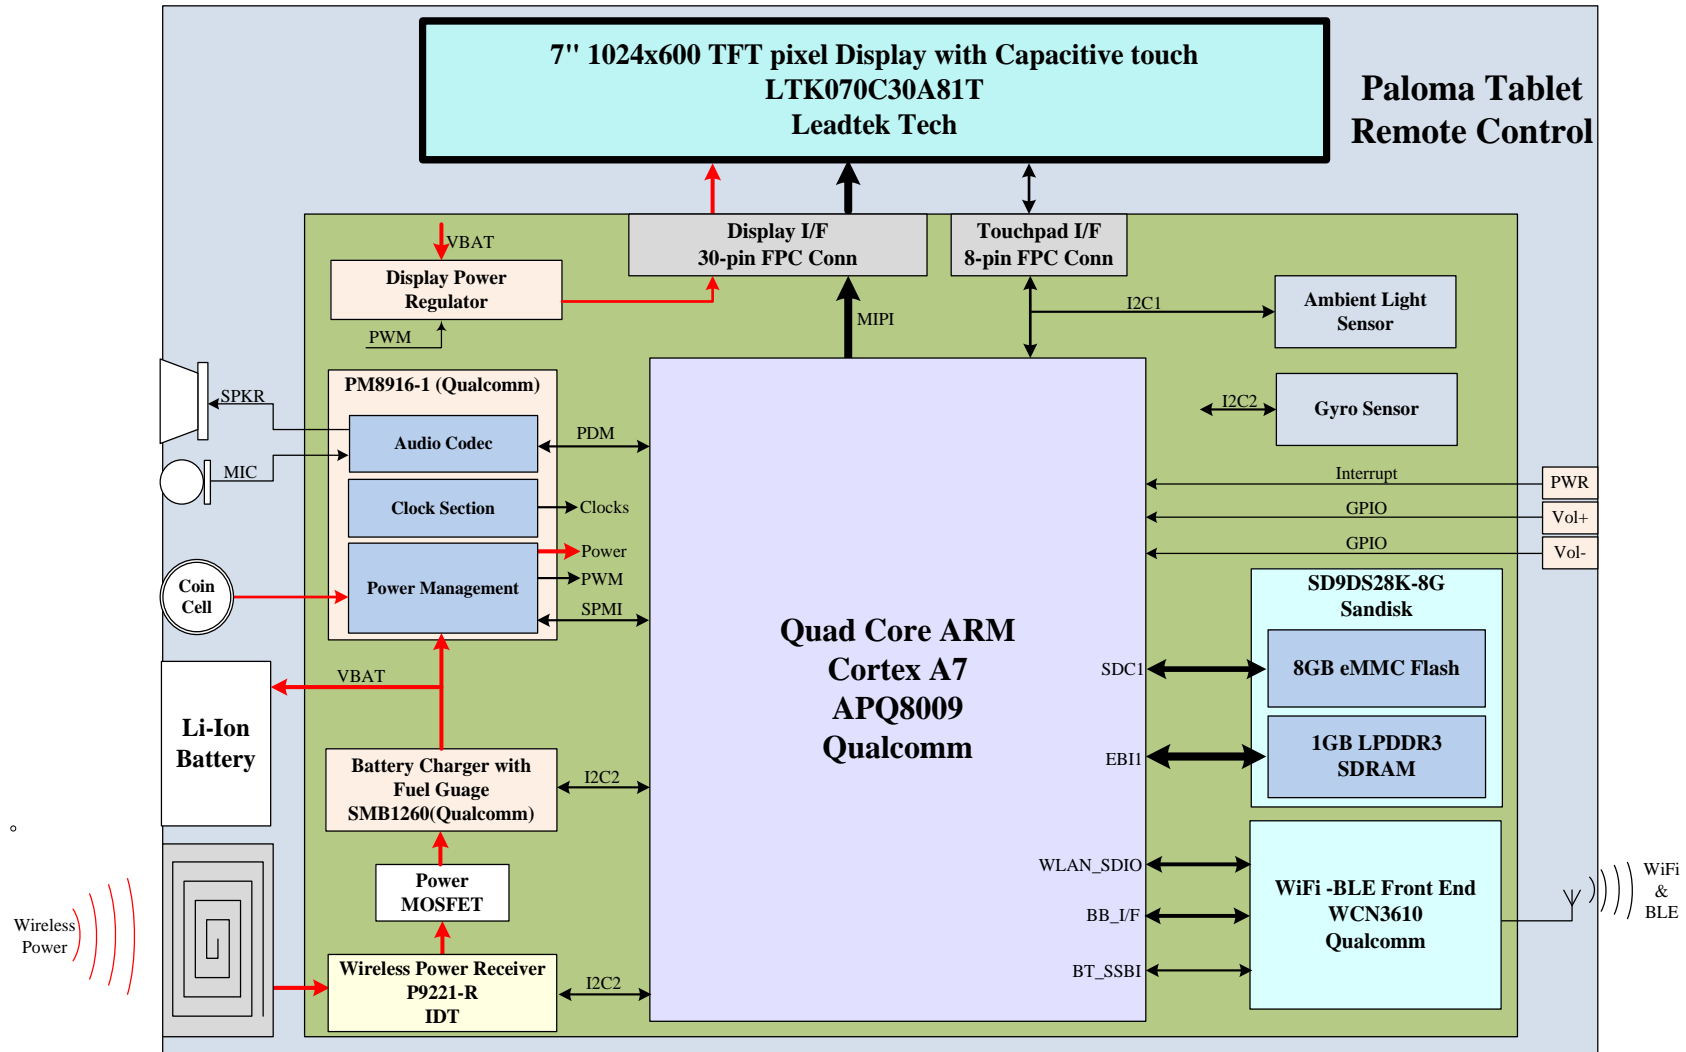 7" 1024x600 TFT pixel Display with Capacitive touch
LTK070C30A81T
Leadtek Tech
Paloma Tablet
Remote Control
Display I/F
30-pin FPC Conn
Touchpad I/F
8-pin FPC Conn
VBAT
Display Power
Regulator
PWM
MIPI
I2C1
Ambient Light
Sensor
I2C2
Gyro Sensor
PM8916-1 (Qualcomm)
SPKR
Audio Codec
PDM
MIC
Clock Section
Clocks
Power
Power Management
PWM
SPMI
Coin
Cell
Interrupt
PWR
GPIO
Vol+
GPIO
Vol-
Quad Core ARM
Cortex A7
APQ8009
Qualcomm
SD9DS28K-8G
Sandisk
SDC1
8GB eMMC Flash
EBI1
1GB LPDDR3
SDRAM
VBAT
Li-Ion
Battery
Battery Charger with
Fuel Guage
SMB1260(Qualcomm)
I2C2
Power
MOSFET
Wireless
Power
Wireless Power Receiver
P9221-R
IDT
I2C2
WLAN_SDIO
BB_I/F
BT_SSBI
WiFi -BLE Front End
WCN3610
Qualcomm
WiFi
&
BLE
。